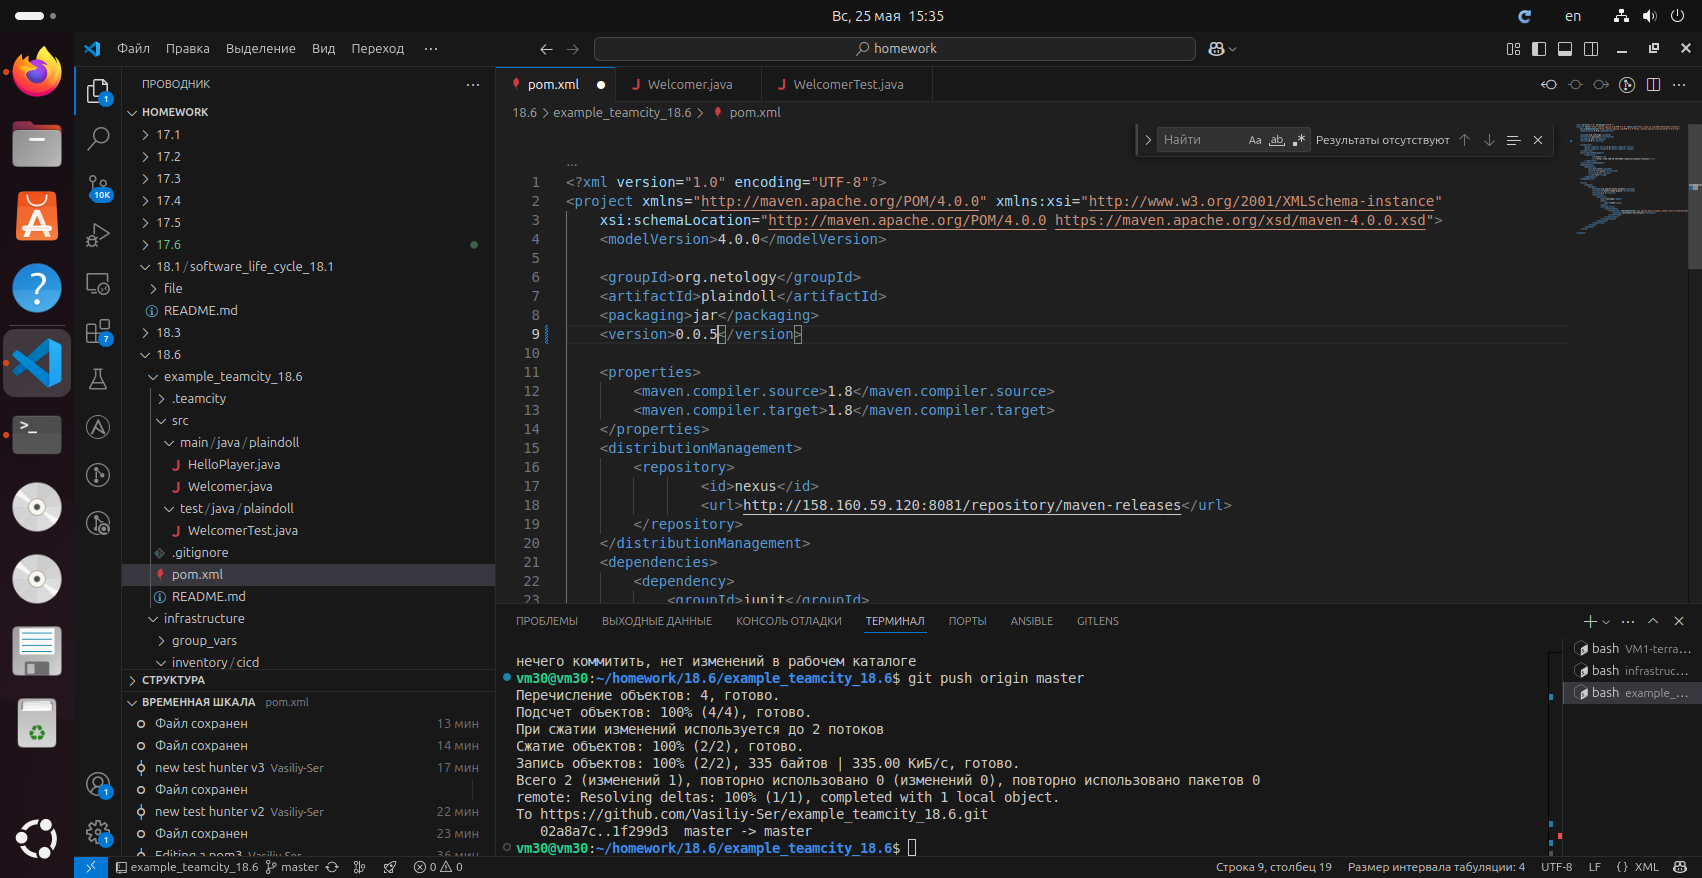 Вс, 25 мая 15:35
en
Файл Правка Выделение Вид Переход ···
homework
ПРОВОДНИК
HOMEWORK
17.1
17.2
17.3
17.4
17.5
17.6
18.1/software_life_cycle_18.1
file
README.md
18.3
18.6
example_teamcity_18.6
.teamcity
src
main/java/plaindoll
HelloPlayer.java
Welcomer.java
test/java/plaindoll
WelcomerTest.java
.gitignore
pom.xml
README.md
infrastructure
group_vars
inventory/cicd
СТРУКТУРА
ВРЕМЕННАЯ ШКАЛА pom.xml
Файл сохранен 13 мин
Файл сохранен 14 мин
new test hunter v3 Vasiliy-Ser 17 мин
Файл сохранен
new test hunter v2 Vasiliy-Ser 22 мин
Файл сохранен 23 мин
Editing a pom3 Vasiliy-Ser 36 мин
1
10K
7
1
1
pom.xml
Welcomer.java
WelcomerTest.java
18.6 > example_teamcity_18.6 > pom.xml
Найти Aa ab Результаты отсутствуют
...
1 <?xml version="1.0" encoding="UTF-8"?>
2 <project xmlns="http://maven.apache.org/POM/4.0.0" xmlns:xsi="http://www.w3.org/2001/XMLSchema-instance"
3 xsi:schemaLocation="http://maven.apache.org/POM/4.0.0 https://maven.apache.org/xsd/maven-4.0.0.xsd">
4 <modelVersion>4.0.0</modelVersion>
5
6 <groupId>org.netology</groupId>
7 <artifactId>plaindoll</artifactId>
8 <packaging>jar</packaging>
9 <version>0.0.5</version>
10
11 <properties>
12 <maven.compiler.source>1.8</maven.compiler.source>
13 <maven.compiler.target>1.8</maven.compiler.target>
14 </properties>
15 <distributionManagement>
16 <repository>
17 <id>nexus</id>
18 <url>http://158.160.59.120:8081/repository/maven-releases</url>
19 </repository>
20 </distributionManagement>
21 <dependencies>
22 <dependency>
23 <groupId>junit</groupId>
ПРОБЛЕМЫ ВЫХОДНЫЕ ДАННЫЕ КОНСОЛЬ ОТЛАДКИ ТЕРМИНАЛ ПОРТЫ ANSIBLE GITLENS
нечего коммитить, нет изменений в рабочем каталоге
vm30@vm30:~/homework/18.6/example_teamcity_18.6$ git push origin master
Перечисление объектов: 4, готово.
Подсчет объектов: 100% (4/4), готово.
При сжатии изменений используется до 2 потоков
Сжатие объектов: 100% (2/2), готово.
Запись объектов: 100% (2/2), 335 байтов | 335.00 КиБ/с, готово.
Всего 2 (изменений 1), повторно использовано 0 (изменений 0), повторно использовано пакетов 0
remote: Resolving deltas: 100% (1/1), completed with 1 local object.
To https://github.com/Vasiliy-Ser/example_teamcity_18.6.git
02a8a7c..1f299d3 master -> master
vm30@vm30:~/homework/18.6/example_teamcity_18.6$
bash VM1-terra...
bash infrastruc...
bash example_...
example_teamcity_18.6 master 0 0
Строка 9, столбец 19 Размер интервала табуляции: 4 UTF-8 LF {} XML